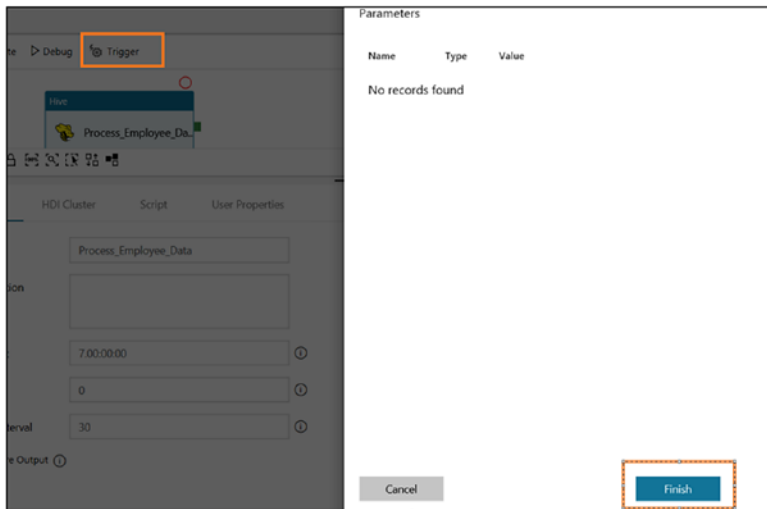 Parameters
te Debug Trigger
Name Type Value
No records found
Hive
Process_Employee_Da..
HDI Cluster Script User Properties
Process_Employee_Data
tion
7.00:00:00
0
terval 30
e Output
Cancel Finish